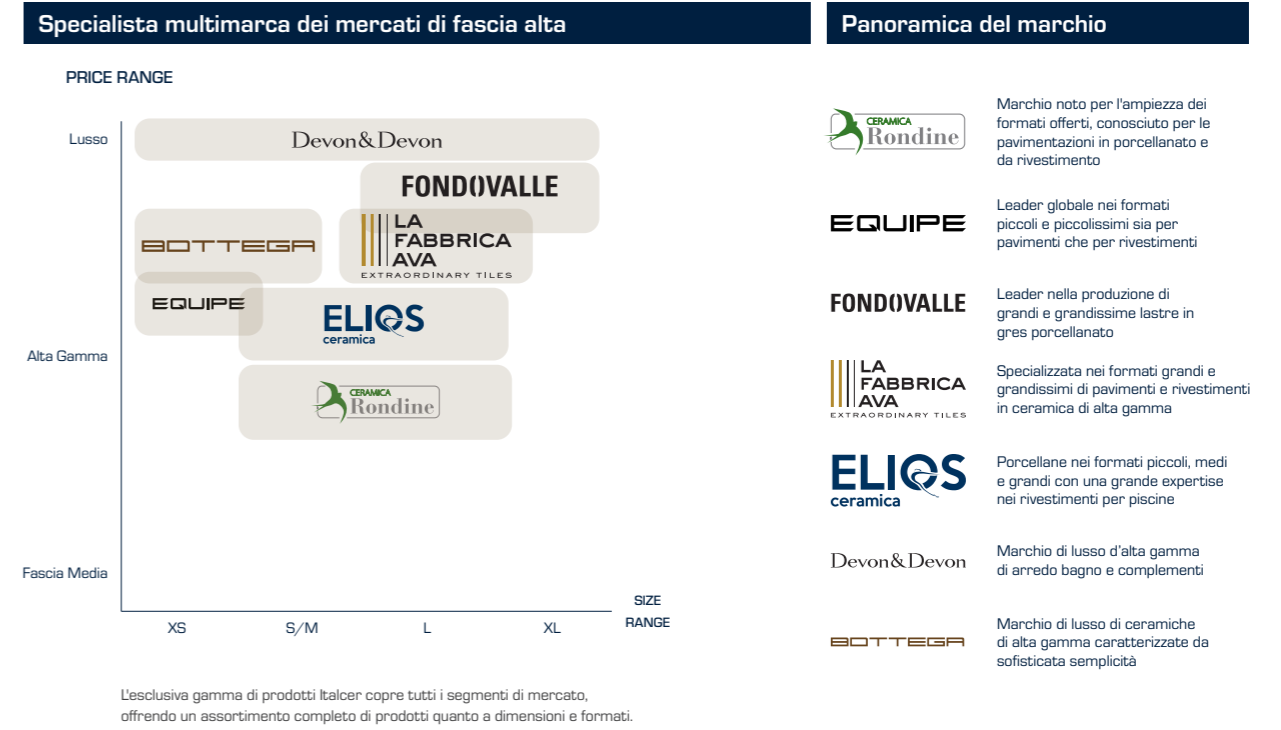 Specialista multimarca dei mercati di fascia alta
PRICE RANGE
Lusso
Alta Gamma
Fascia Media
Devon&Devon
FONDOVALLE
BOTTEGA
LA
FABBRICA
AVA
EXTRAORDINARY TILES
EQUIPE
ELIOS
ceramica
CERAMICA
Rondine
XS
S/M
L
XL
SIZE
RANGE
L'esclusiva gamma di prodotti Italcer copre tutti i segmenti di mercato,
offrendo un assortimento completo di prodotti quanto a dimensioni e formati.
Panoramica del marchio
CERAMICA
Rondine
Marchio noto per l'ampiezza dei
formati offerti, conosciuto per le
pavimentazioni in porcellanato e
da rivestimento
EQUIPE
Leader globale nei formati
piccoli e piccolissimi sia per
pavimenti che per rivestimenti
FONDOVALLE
Leader nella produzione di
grandi e grandissime lastre in
gres porcellanato
LA
FABBRICA
AVA
EXTRAORDINARY TILES
Specializzata nei formati grandi e
grandissimi di pavimenti e rivestimenti
in ceramica di alta gamma
ELIOS
ceramica
Porcellane nei formati piccoli, medi
e grandi con una grande expertise
nei rivestimenti per piscine
Devon&Devon
Marchio di lusso d'alta gamma
di arredo bagno e complementi
BOTTEGA
Marchio di lusso di ceramiche
di alta gamma caratterizzate da
sofisticata semplicità